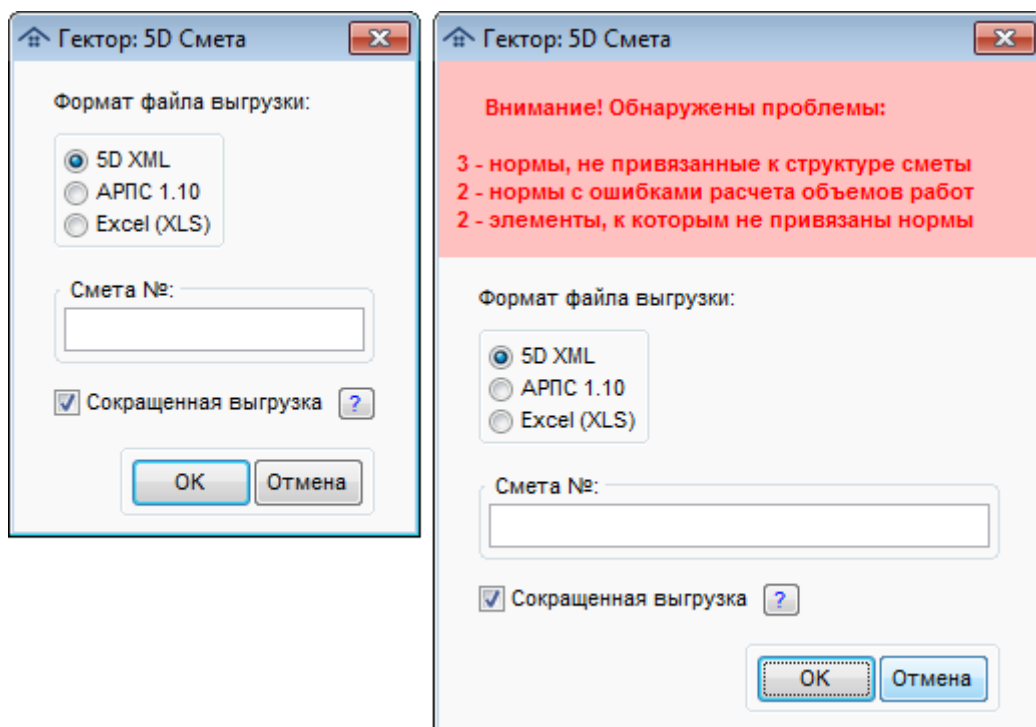 Гектор: 5D Смета
Формат файла выгрузки:
5D XML
АРПС 1.10
Excel (XLS)
Смета №:
Сокращенная выгрузка ?
ОК Отмена
Гектор: 5D Смета
Внимание! Обнаружены проблемы:
3 - нормы, не привязанные к структуре сметы
2 - нормы с ошибками расчета объемов работ
2 - элементы, к которым не привязаны нормы
Формат файла выгрузки:
5D XML
АРПС 1.10
Excel (XLS)
Смета №:
Сокращенная выгрузка ?
ОК Отмена